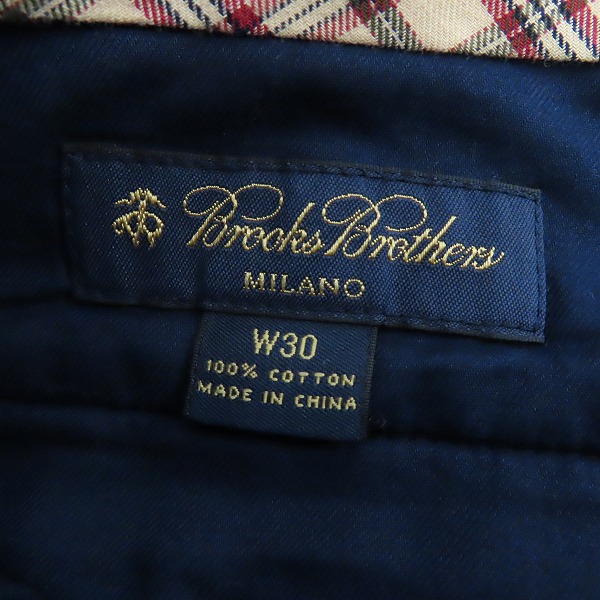 Brooks Brothers
MILANO
W30
100% COTTON
MADE IN CHINA